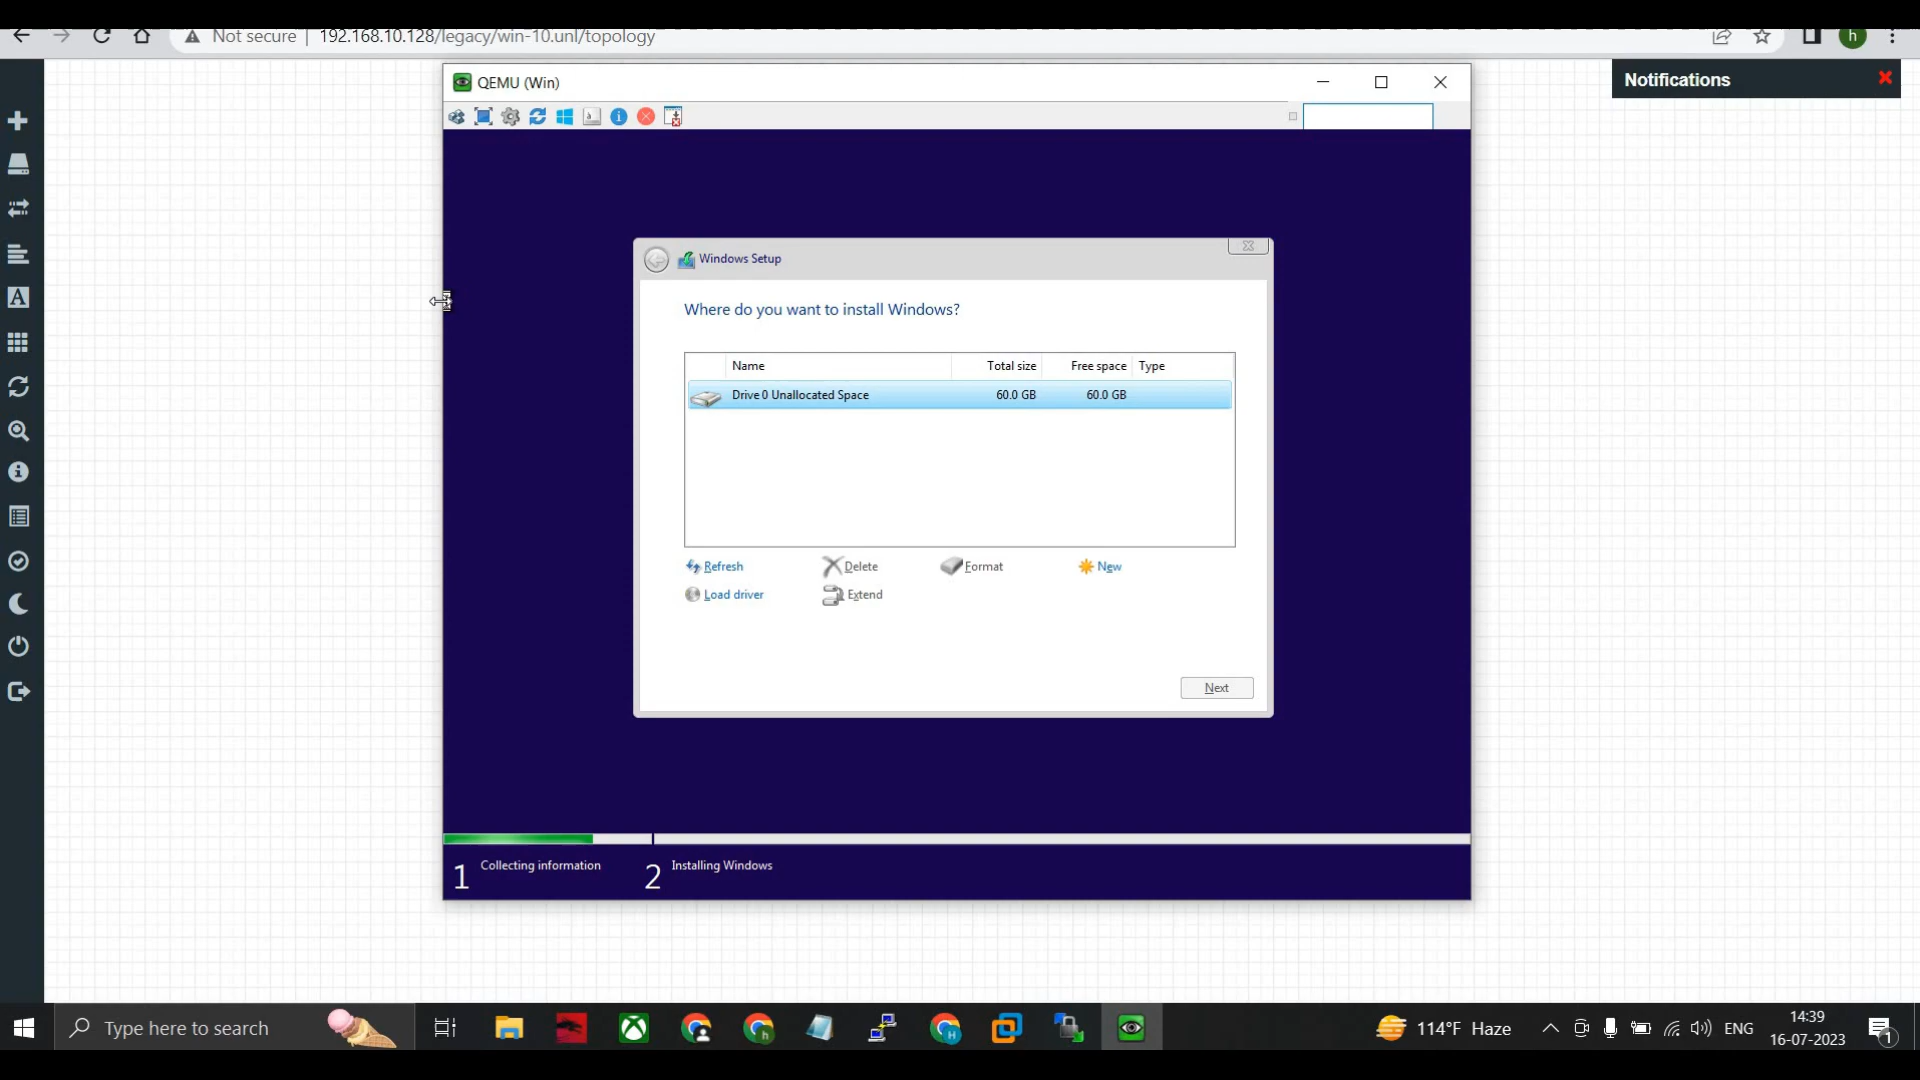 Not secure | 192.168.10.128/legacy/win-10.unl/topology
h
QEMU (Win)
Notifications
Windows Setup
Where do you want to install Windows?
Name Total size Free space Type
Drive 0 Unallocated Space 60.0 GB 60.0 GB
Refresh Delete Format New
Load driver Extend
Next
1 Collecting information 2 Installing Windows
Type here to search
114°F Haze
ENG
14:39
16-07-2023
1